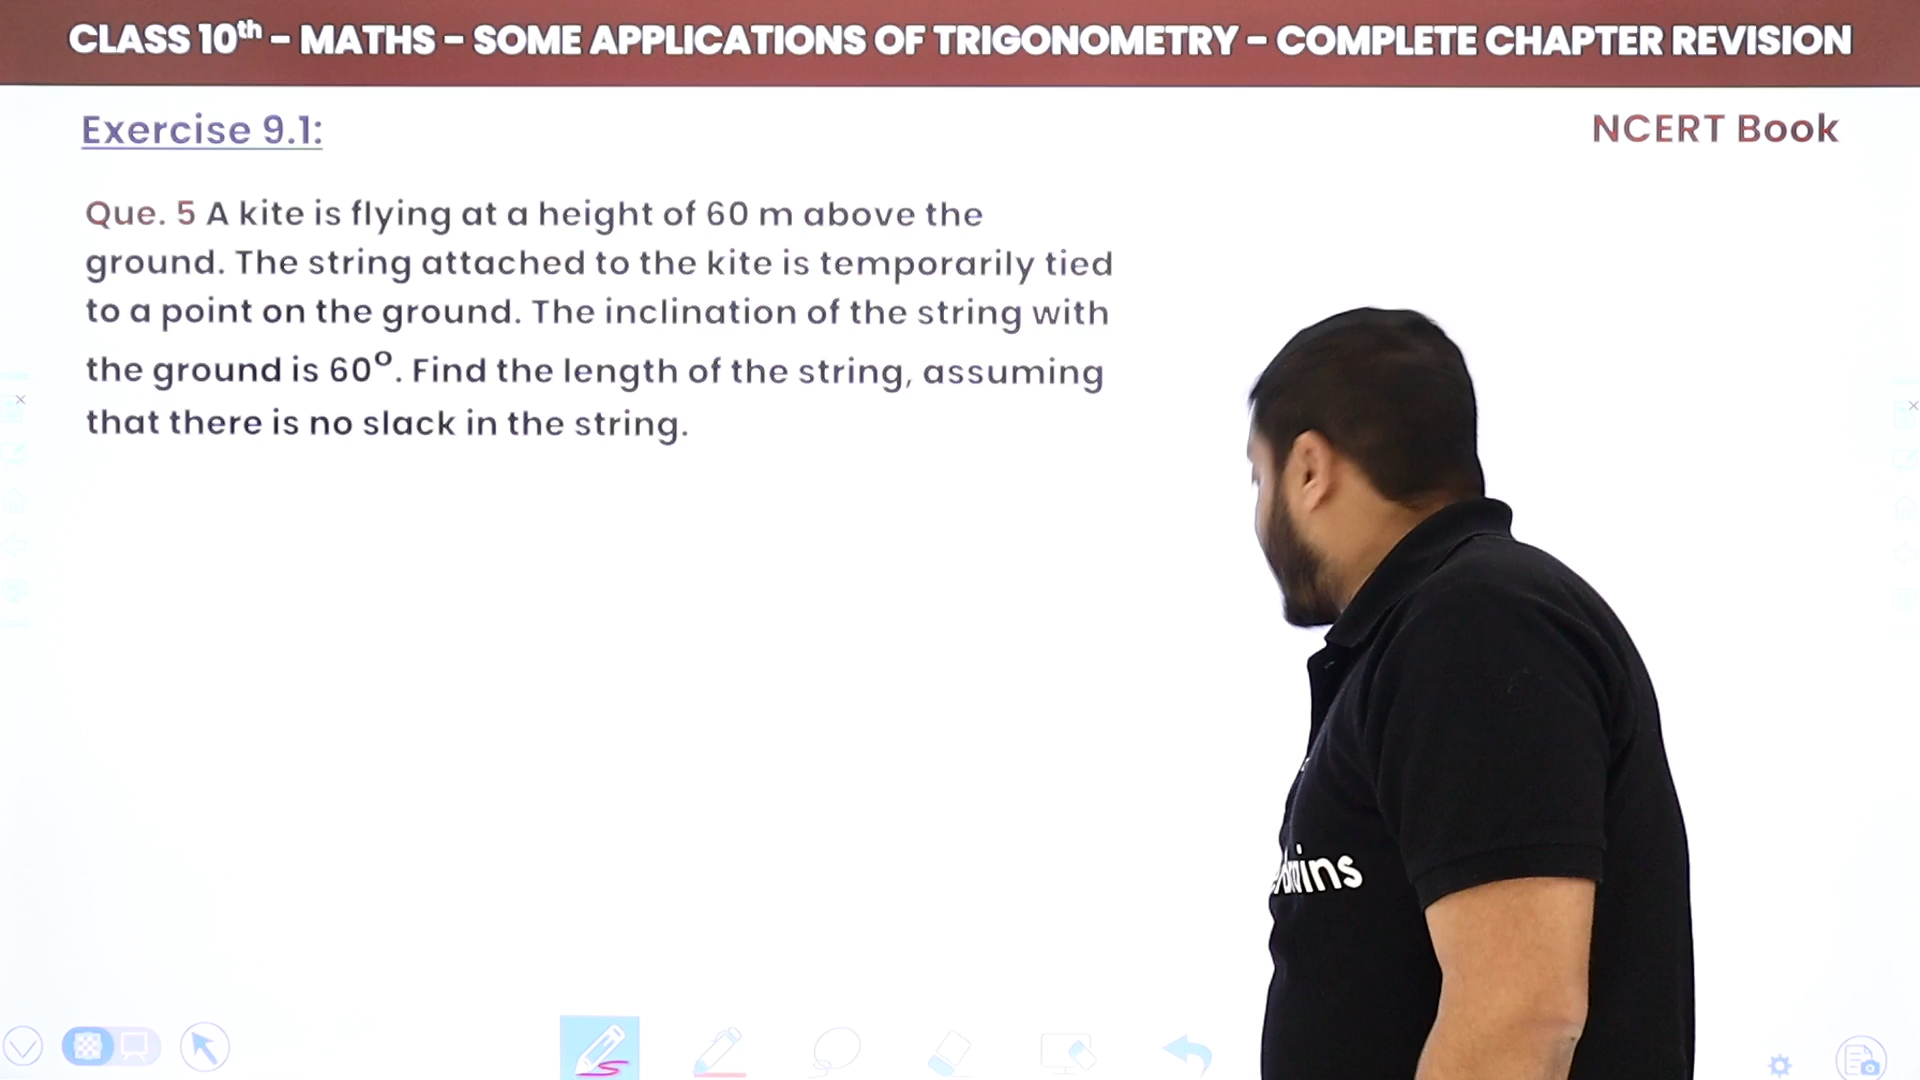 CLASS 10th - MATHS - SOME APPLICATIONS OF TRIGONOMETRY - COMPLETE CHAPTER REVISION
Exercise 9.1:
NCERT Book
Que. 5 A kite is flying at a height of 60 m above the
ground. The string attached to the kite is temporarily tied
to a point on the ground. The inclination of the string with
the ground is 60°. Find the length of the string, assuming
that there is no slack in the string.